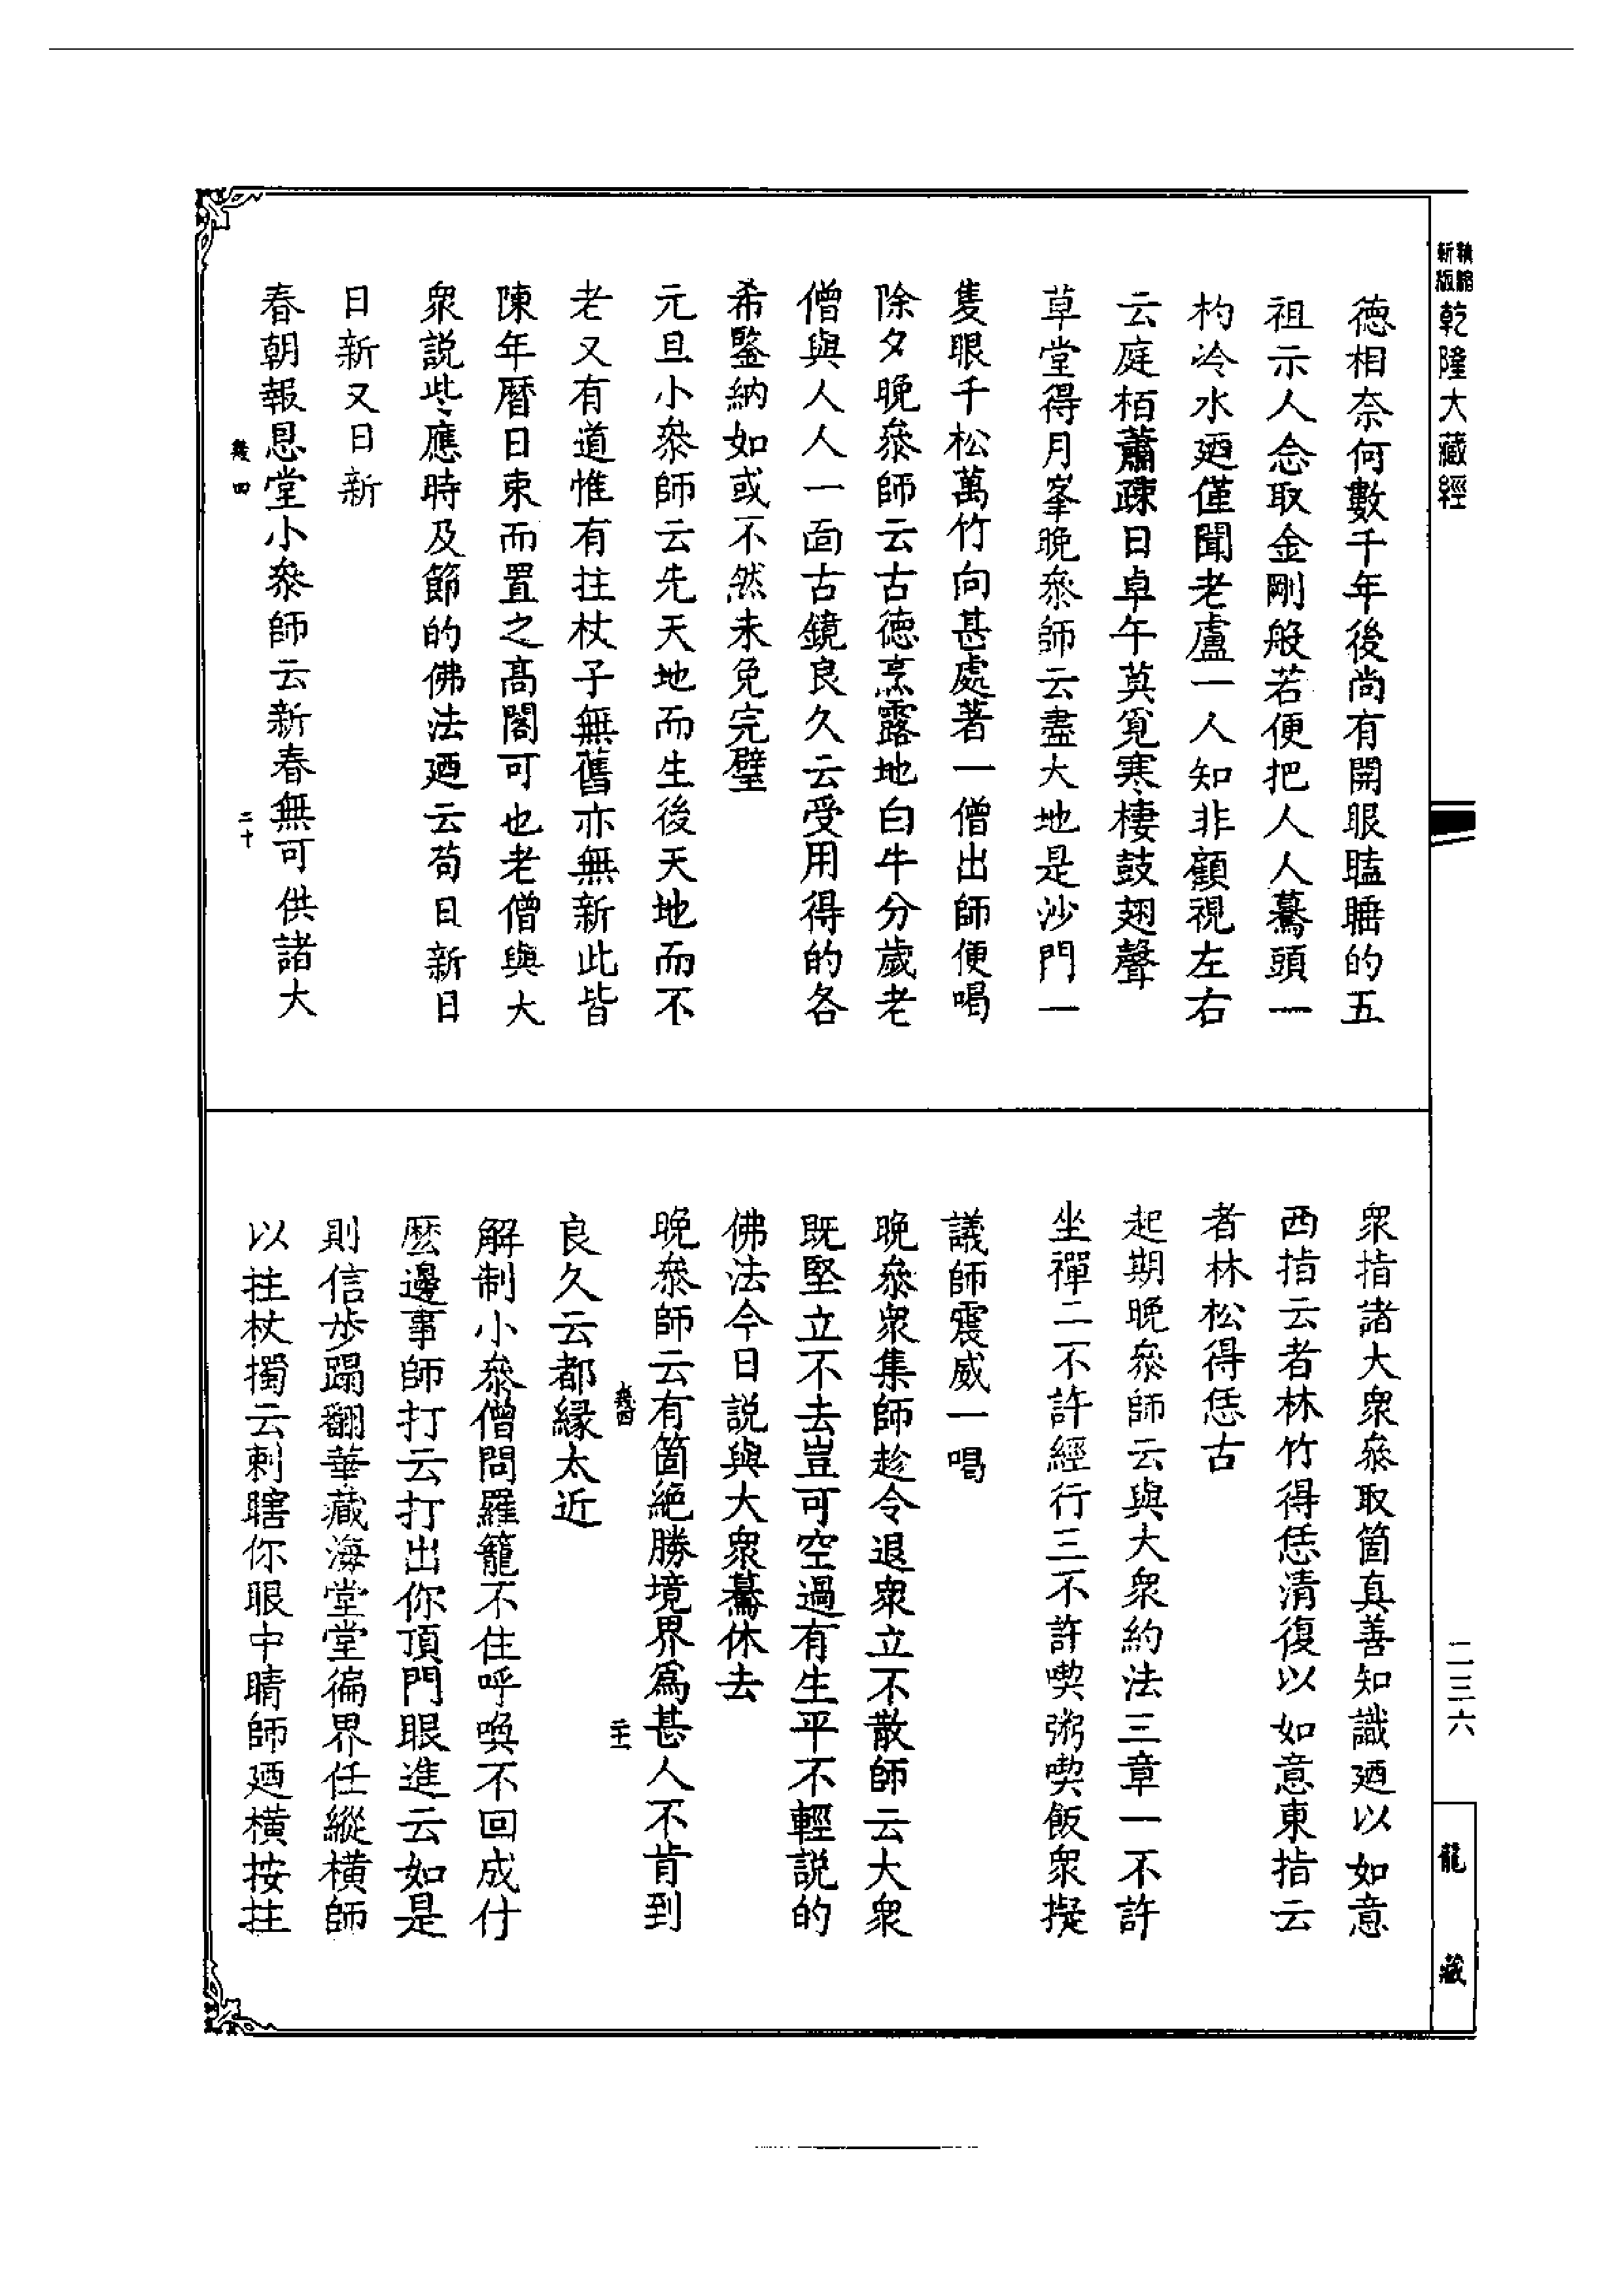 精縮
新版
乾隆大藏經
德相奈何數千年後尚有開眼瞌睡的五
祖示人念取金剛般若便把人人驀頭一
杓冷水廼僅聞老盧一人知非顧視左右
云庭栢蕭疎日卓午莫覓寒棲鼓翅聲
草堂得月峯晚叅師云盡大地是沙門一
隻眼千松萬竹向甚處著一僧出師便喝
除夕晚叅師云古德烹露地白牛分歲老
僧與人人一面古鏡良久云受用得的各
希鑒納如或不然未免完璧
元旦小叅師云先天地而生後天地而不
老又有道惟有拄杖子無舊亦無新此皆
陳年曆日束而置之高閣可也老僧與大
衆説些應時及節的佛法廼云茍日新日
日新又日新
春朝報恩堂小叅師云新春無可供諸大
二十
衆指諸大衆叅取箇真善知識廼以如意
西指云者林竹得恁清復以如意東指云
者林松得恁古
起期晚叅師云與大衆約法三章一不許
坐禪二不許經行三不許喫粥喫飯衆擬
議師震威一喝
晚叅衆集師趁令退衆立不散師云大衆
既堅立不去豈可空過有生平不輕説的
佛法今日説與大衆驀休去
晚叅師云有箇絶勝境界爲甚人不肯到
良久云都縁太近
解制小叅僧問羅籠不住呼喚不回成什
麽邊事師打云打出你頂門眼進云如是
則信步蹋翻華藏海堂堂徧界任縱横師
以拄杖擉云刺瞎你眼中睛師廼横按拄
二三六
龍藏